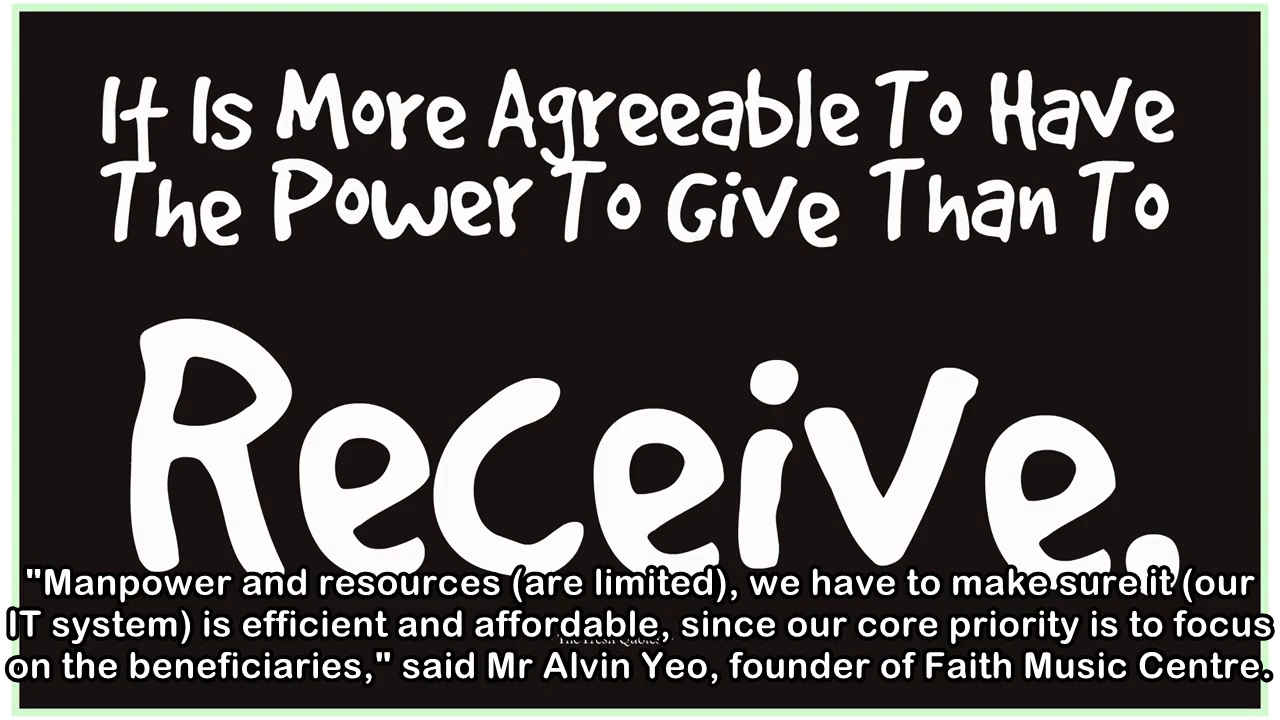 It Is More Agreeable To Have
The Power To Give Than To
Receive.
"Manpower and resources (are limited), we have to make sure it (our
IT system) is efficient and affordable, since our core priority is to focus
on the beneficiaries," said Mr Alvin Yeo, founder of Faith Music Centre.